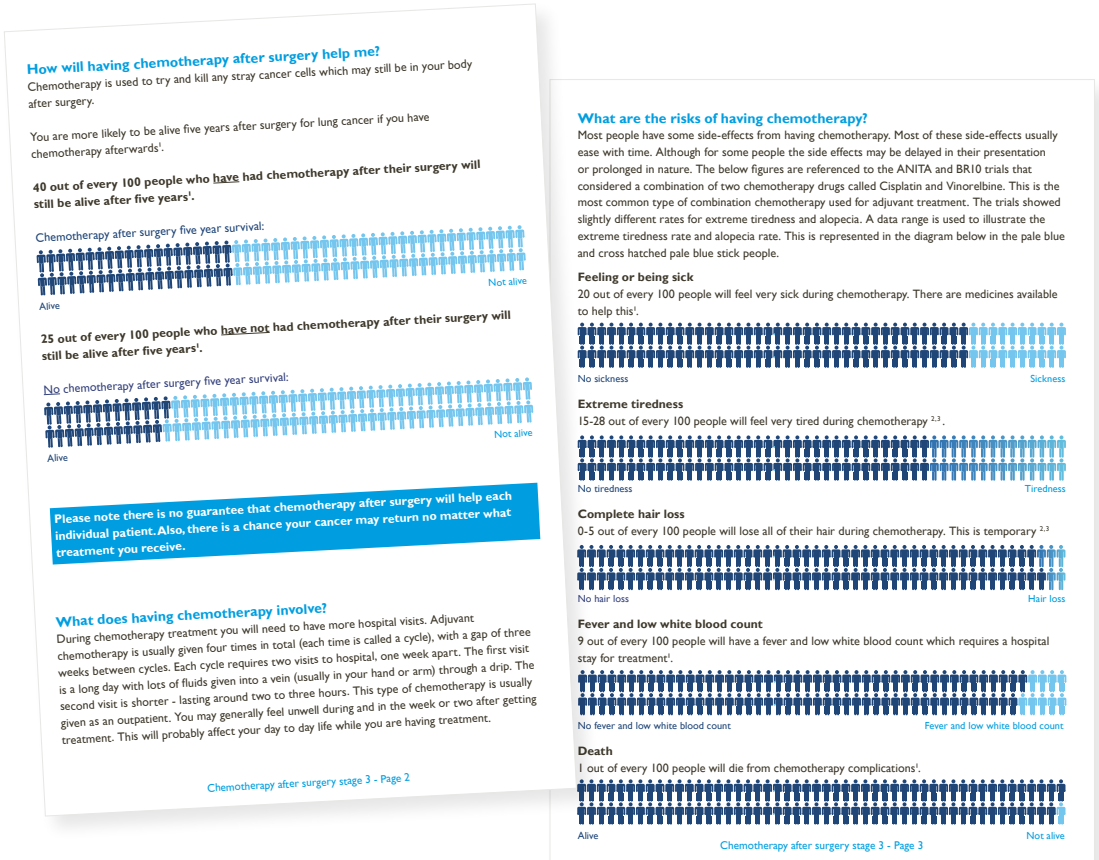 How will having chemotherapy after surgery help me?
Chemotherapy is used to try and kill any stray cancer cells which may still be in your body
after surgery.
You are more likely to be alive five years after surgery for lung cancer if you have
chemotherapy afterwards¹.
40 out of every 100 people who have had chemotherapy after their surgery will
still be alive after five years¹.
Chemotherapy after surgery five year survival:
Alive
Not alive
25 out of every 100 people who have not had chemotherapy after their surgery will
still be alive after five years¹.
No chemotherapy after surgery five year survival:
Alive
Not alive
Please note there is no guarantee that chemotherapy after surgery will help each
individual patient. Also, there is a chance your cancer may return no matter what
treatment you receive.
What does having chemotherapy involve?
During chemotherapy treatment you will need to have more hospital visits. Adjuvant
chemotherapy is usually given four times in total (each time is called a cycle), with a gap of three
weeks between cycles. Each cycle requires two visits to hospital, one week apart. The first visit
is a long day with lots of fluids given into a vein (usually in your hand or arm) through a drip. The
second visit is shorter - lasting around two to three hours. This type of chemotherapy is usually
given as an outpatient. You may generally feel unwell during and in the week or two after getting
treatment. This will probably affect your day to day life while you are having treatment.
Chemotherapy after surgery stage 3 - Page 2
What are the risks of having chemotherapy?
Most people have some side-effects from having chemotherapy. Most of these side-effects usually
ease with time. Although for some people the side effects may be delayed in their presentation
or prolonged in nature. The below figures are referenced to the ANITA and BR10 trials that
considered a combination of two chemotherapy drugs called Cisplatin and Vinorelbine. This is the
most common type of combination chemotherapy used for adjuvant treatment. The trials showed
slightly different rates for extreme tiredness and alopecia. A data range is used to illustrate the
extreme tiredness rate and alopecia rate. This is represented in the diagram below in the pale blue
and cross hatched pale blue stick people.
Feeling or being sick
20 out of every 100 people will feel very sick during chemotherapy. There are medicines available
to help this¹.
No sickness
Sickness
Extreme tiredness
15-28 out of every 100 people will feel very tired during chemotherapy ²,³.
No tiredness
Tiredness
Complete hair loss
0-5 out of every 100 people will lose all of their hair during chemotherapy. This is temporary ²,³
No hair loss
Hair loss
Fever and low white blood count
9 out of every 100 people will have a fever and low white blood count which requires a hospital
stay for treatment¹.
No fever and low white blood count
Fever and low white blood count
Death
1 out of every 100 people will die from chemotherapy complications¹.
Alive
Not alive
Chemotherapy after surgery stage 3 - Page 3